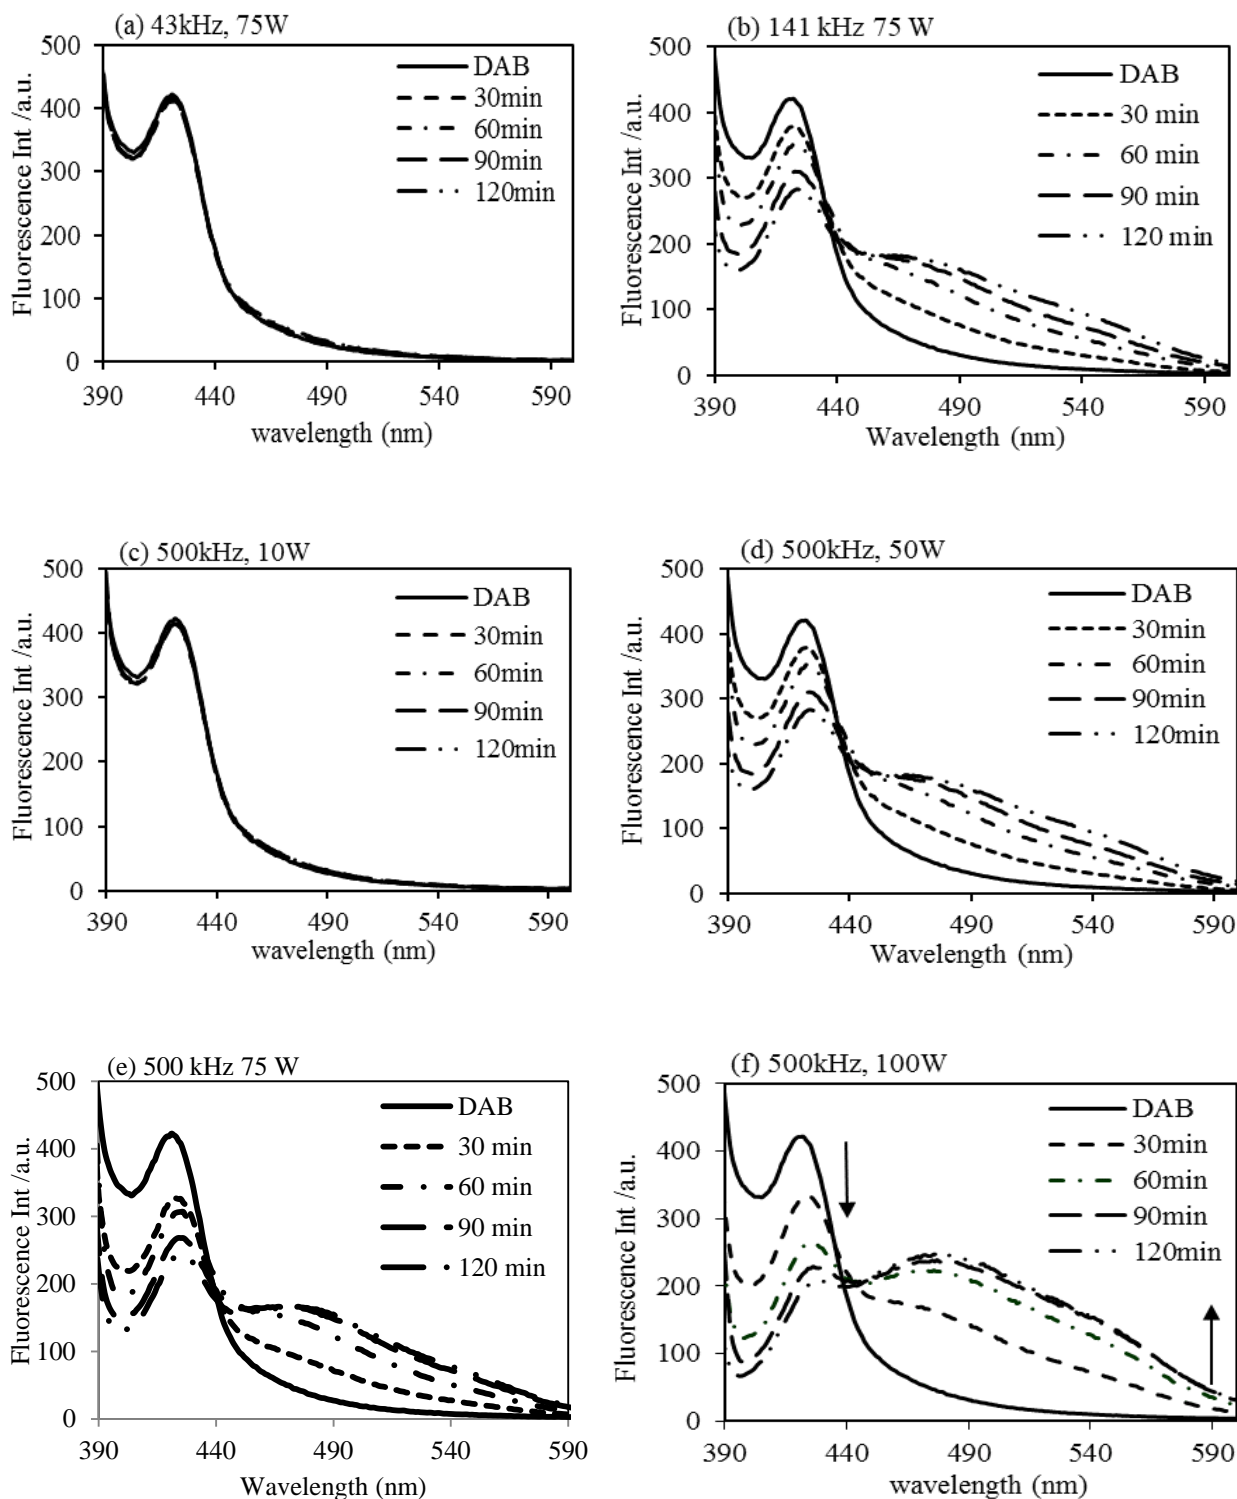 (a) 43kHz, 75W
500
400
300
200
100
0
Fluorescence Int /a.u.
DAB
30min
60min
90min
120min
390 440 490 540 590
wavelength (nm)
(b) 141 kHz 75 W
500
400
300
200
100
0
Fluorescence Int /a.u.
DAB
30 min
60 min
90 min
120 min
390 440 490 540 590
Wavelength (nm)
(c) 500kHz, 10W
500
400
300
200
100
0
Fluorescence Int /a.u.
DAB
30min
60min
90min
120min
390 440 490 540 590
wavelength (nm)
(d) 500kHz, 50W
500
400
300
200
100
0
Fluorescence Int /a.u.
DAB
30min
60min
90min
120min
390 440 490 540 590
Wavelength (nm)
(e) 500 kHz 75 W
500
400
300
200
100
0
Fluorescence Int /a.u.
DAB
30 min
60 min
90 min
120 min
390 440 490 540 590
Wavelength (nm)
(f) 500kHz, 100W
500
400
300
200
100
0
Fluorescence Int /a.u.
DAB
30min
60min
90min
120min
390 440 490 540 590
wavelength (nm)